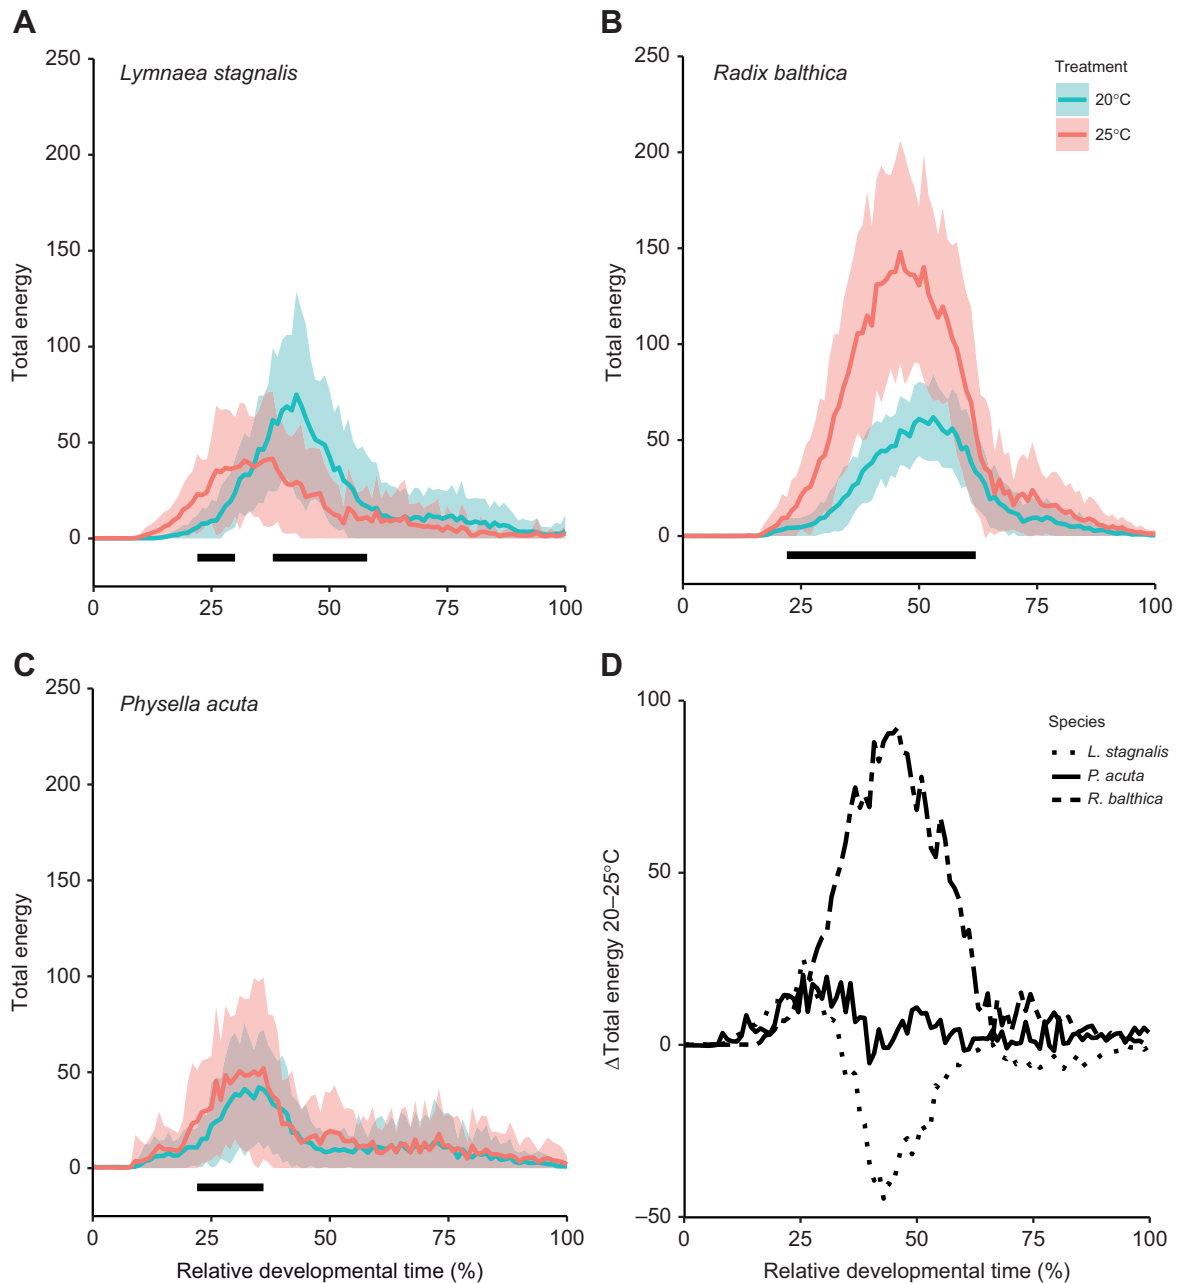 A
Lymnaea stagnalis
250
200
150
100
50
0
Total energy
0 25 50 75 100
B
Radix balthica
Treatment
20°C
25°C
250
200
150
100
50
0
Total energy
0 25 50 75 100
C
Physella acuta
250
200
150
100
50
0
Total energy
0 25 50 75 100
Relative developmental time (%)
D
Species
L. stagnalis
P. acuta
R. balthica
100
50
0
–50
ΔTotal energy 20–25°C
0 25 50 75 100
Relative developmental time (%)